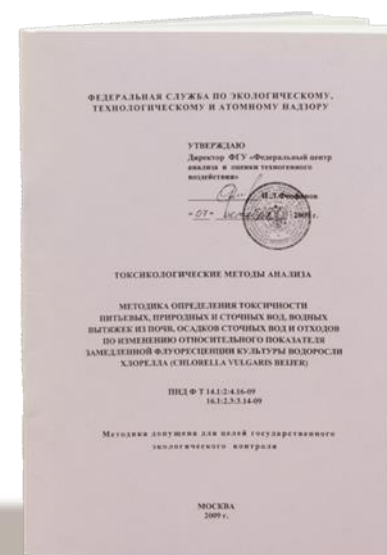 ФЕДЕРАЛЬНАЯ СЛУЖБА ПО ЭКОЛОГИЧЕСКОМУ,
ТЕХНОЛОГИЧЕСКОМУ И АТОМНОМУ НАДЗОРУ
УТВЕРЖДАЮ
Директор ФГУ «Федеральный центр
анализа и оценки техногенного
воздействия»
2009 г.
ТОКСИКОЛОГИЧЕСКИЕ МЕТОДЫ АНАЛИЗА
МЕТОДИКА ОПРЕДЕЛЕНИЯ ТОКСИЧНОСТИ
ПИТЬЕВЫХ, ПРИРОДНЫХ И СТОЧНЫХ ВОД, ВОДНЫХ
ВЫТЯЖЕК ИЗ ПОЧВ, ОСАДКОВ СТОЧНЫХ ВОД И ОТХОДОВ
ПО ИЗМЕНЕНИЮ ОТНОСИТЕЛЬНОГО ПОКАЗАТЕЛЯ
ЗАМЕДЛЕННОЙ ФЛУОРЕСЦЕНЦИИ КУЛЬТУРЫ ВОДОРОСЛИ
ХЛОРЕЛЛА (CHLORELLA VULGARIS BEIJER)
ПНД Ф Т 14.1:2:4.16-09
16.1:2.3:3.14-09
Методика допущена для целей государственного
экологического контроля
МОСКВА
2009 г.